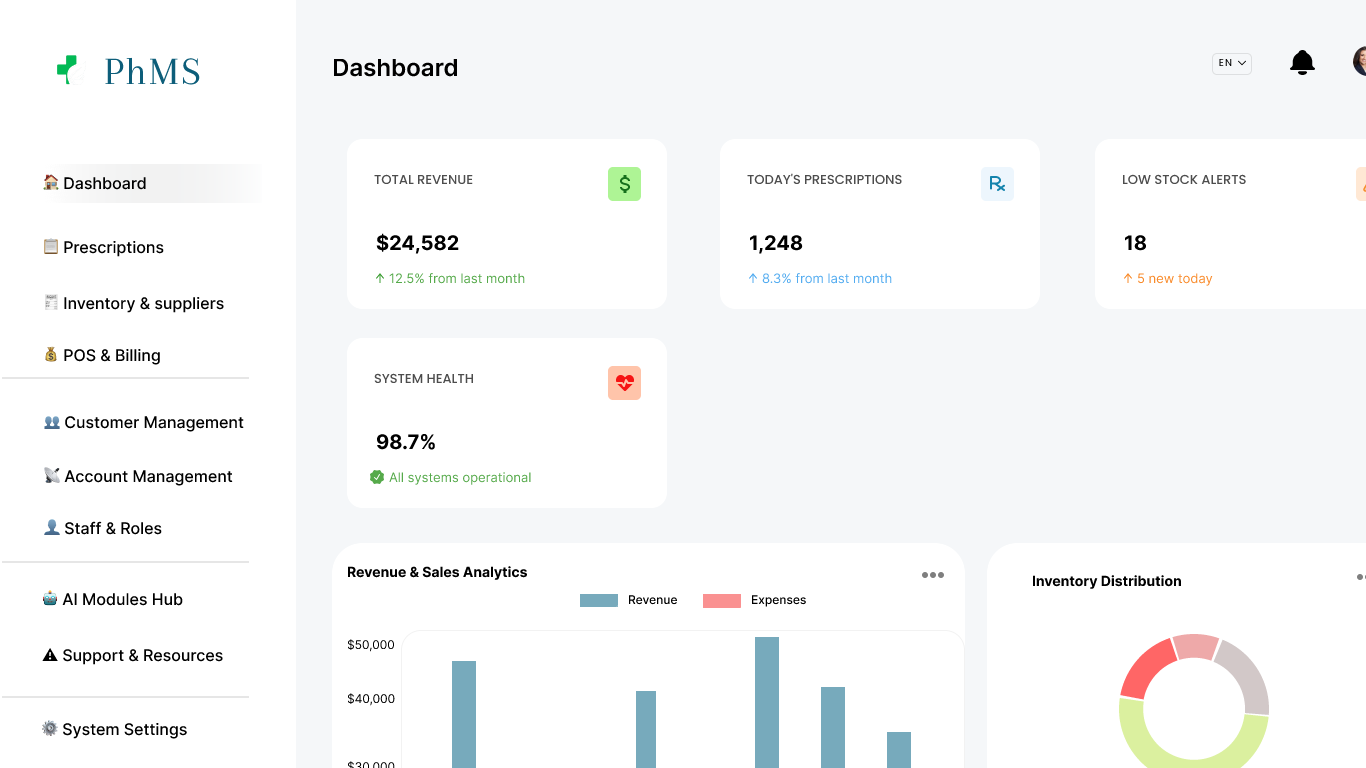 PhMS
Dashboard
Prescriptions
Inventory & suppliers
POS & Billing
Customer Management
Account Management
Staff & Roles
AI Modules Hub
Support & Resources
System Settings
Dashboard
EN
TOTAL REVENUE
$24,582
↑ 12.5% from last month
TODAY'S PRESCRIPTIONS
1,248
↑ 8.3% from last month
LOW STOCK ALERTS
18
↑ 5 new today
SYSTEM HEALTH
98.7%
All systems operational
Revenue & Sales Analytics
Revenue
Expenses
$50,000
$40,000
$30,000
Inventory Distribution